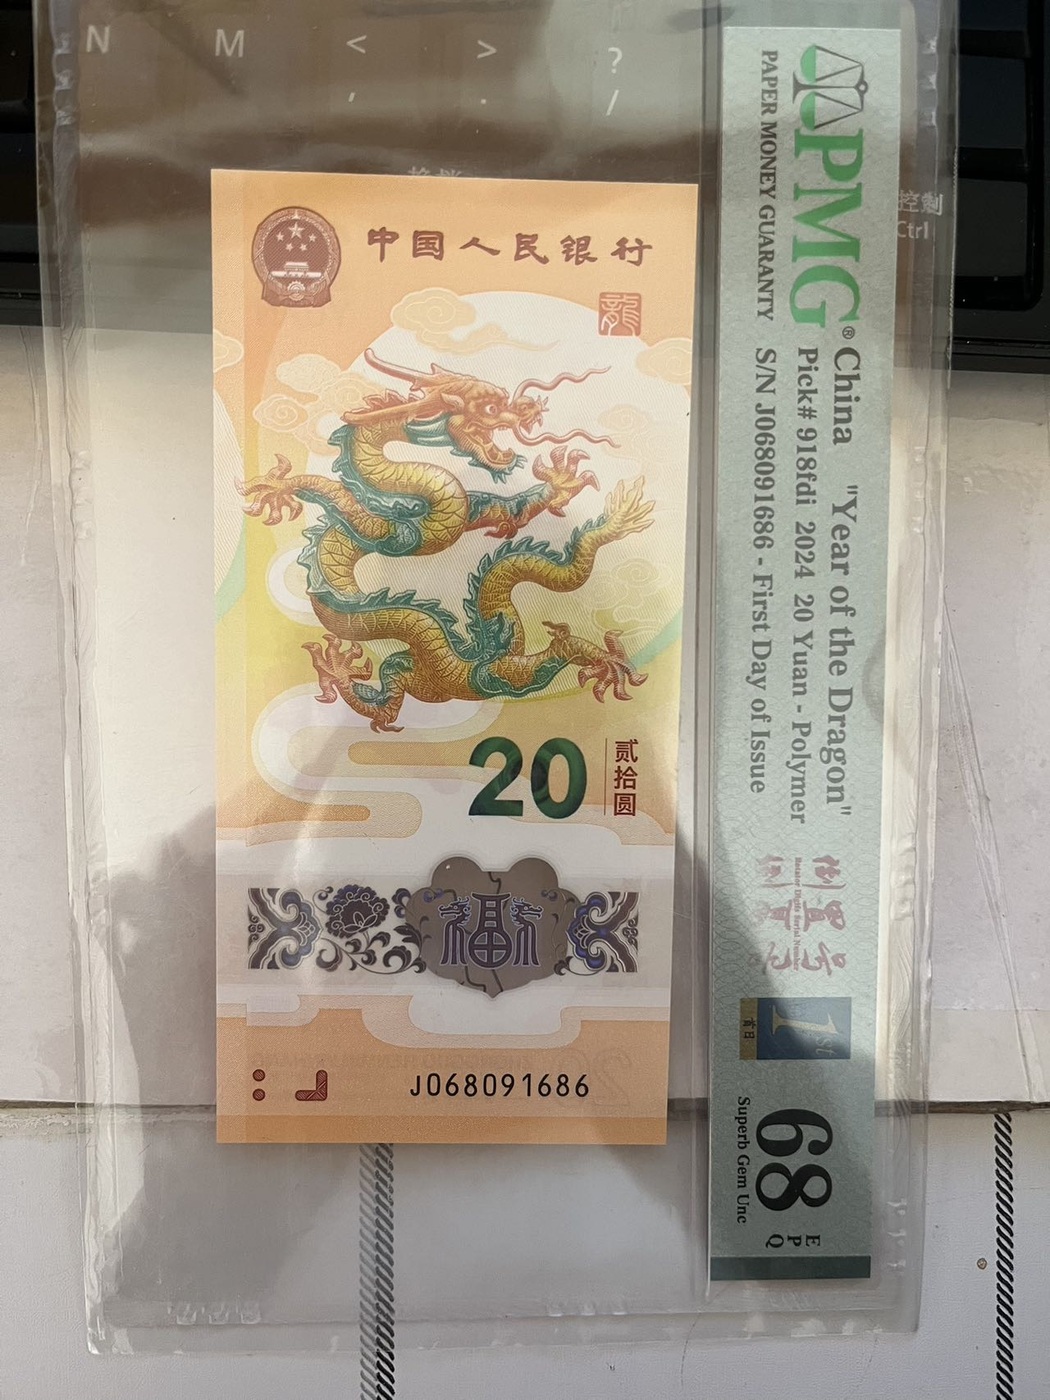 N M < > ?
, . /
控制
Ctrl
中国人民银行
龍
20
贰拾圆
福
J068091686
PMG®
PAPER MONEY GUARANTY
China "Year of the Dragon"
Pick# 918fdi 2024 20 Yuan - Polymer
S/N J068091686 - First Day of Issue
1st
首日
68 EPQ
Superb Gem Unc